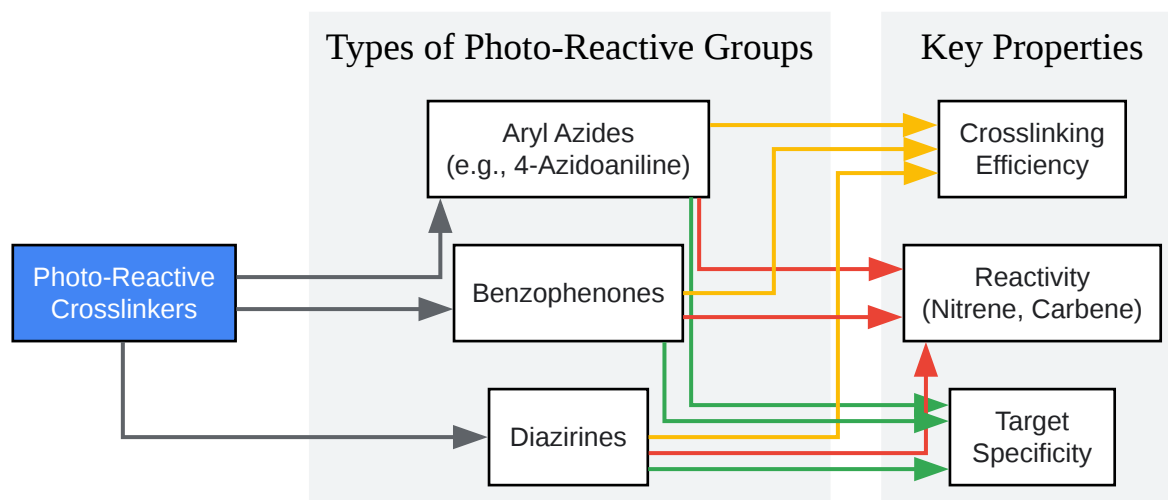 Types of Photo-Reactive Groups
Key Properties
Aryl Azides
(e.g., 4-Azidoaniline)
Crosslinking
Efficiency
Photo-Reactive
Crosslinkers
Benzophenones
Reactivity
(Nitrene, Carbene)
Diazirines
Target
Specificity